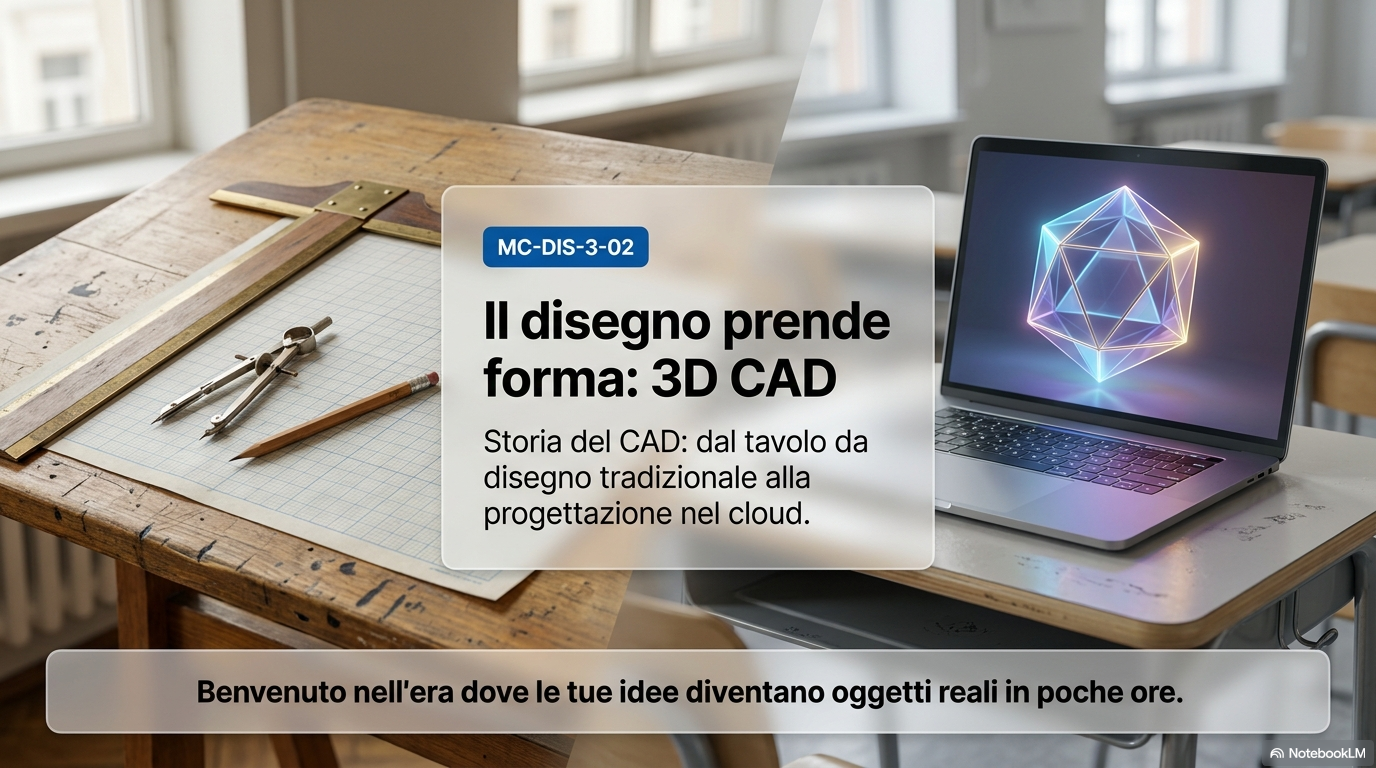 MC-DIS-3-02
Il disegno prende
forma: 3D CAD
Storia del CAD: dal tavolo da
disegno tradizionale alla
progettazione nel cloud.
Benvenuto nell'era dove le tue idee diventano oggetti reali in poche ore.
NotebookLM